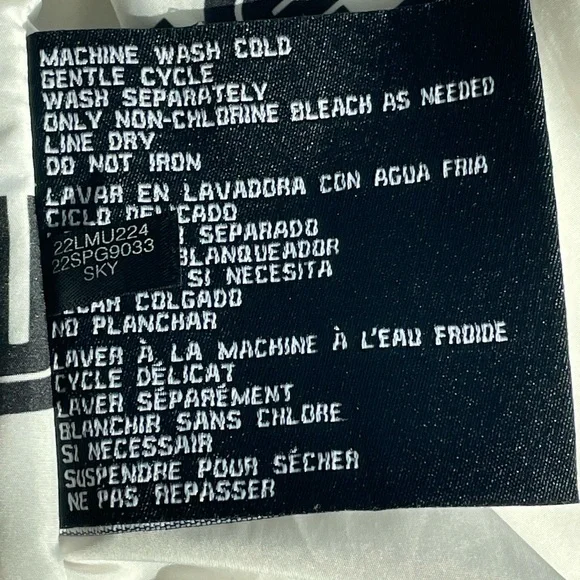 MACHINE WASH COLD
GENTLE CYCLE
WASH SEPARATELY
ONLY NON-CHLORINE BLEACH AS NEEDED
LINE DRY
DO NOT IRON
LAVAR EN LAVADORA CON AGUA FRIA
CICLO DELICADO
SEPARADO
BLANQUEADOR
SI NECESITA
COLGADO
NO PLANCHAR
22LMU224
22SPG9033
SKY
LAVER À LA MACHINE À L'EAU FROIDE
CYCLE DÉLICAT
LAVER SÉPARÉMENT
BLANCHIR SANS CHLORE
SI NECESSAIR
SUSPENDRE POUR SÉCHER
NE PAS REPASSER